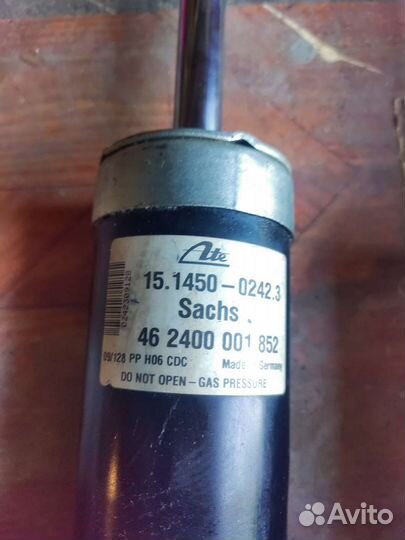 Ate
15.1450-0242.3
Sachs
46 2400 001 852
09/128 PP H06 CDC Made Germany
DO NOT OPEN - GAS PRESSURE
0242309128
Avito